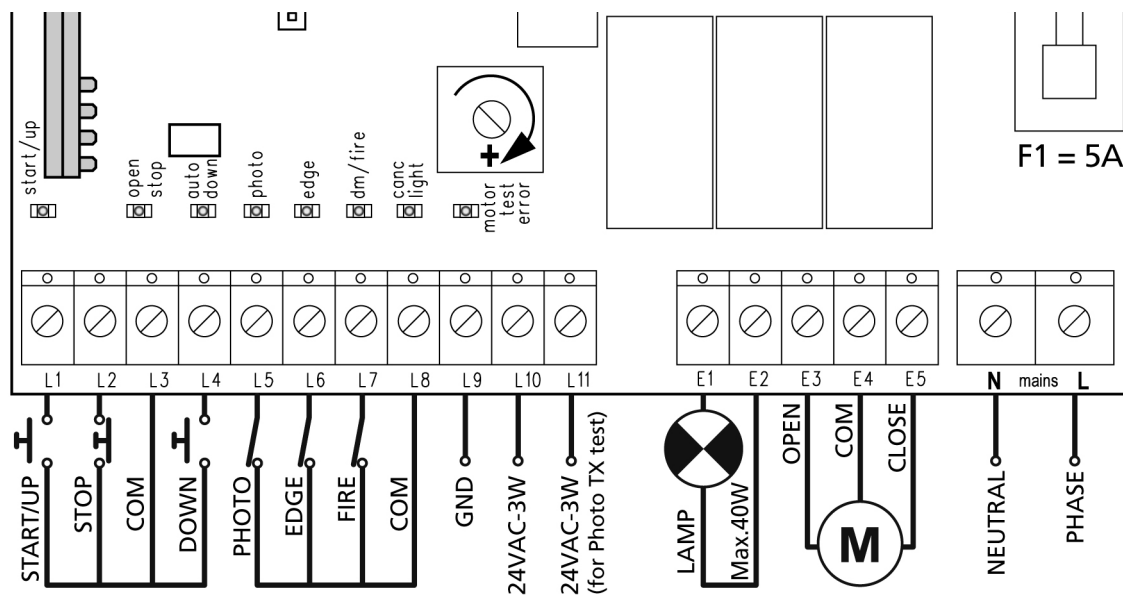 F1 = 5A
start/up
open
stop
auto
down
photo
edge
dm/fire
canc
light
motor
test
error
+
L1 L2 L3 L4 L5 L6 L7 L8 L9 L10 L11
E1 E2 E3 E4 E5
N mains L
START/UP
STOP
COM
DOWN
PHOTO
EDGE
FIRE
COM
GND
24VAC-3W
24VAC-3W
(for Photo TX test)
LAMP
Max.40W
OPEN
COM
CLOSE
M
NEUTRAL
PHASE